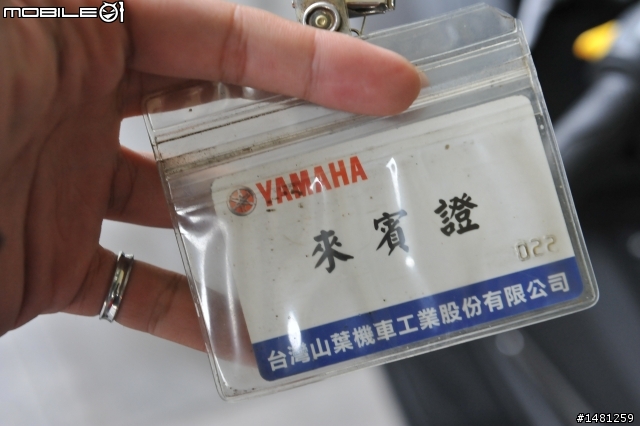 MOBILE01
YAMAHA
來賓證
022
台灣山葉機車工業股份有限公司
#1481259